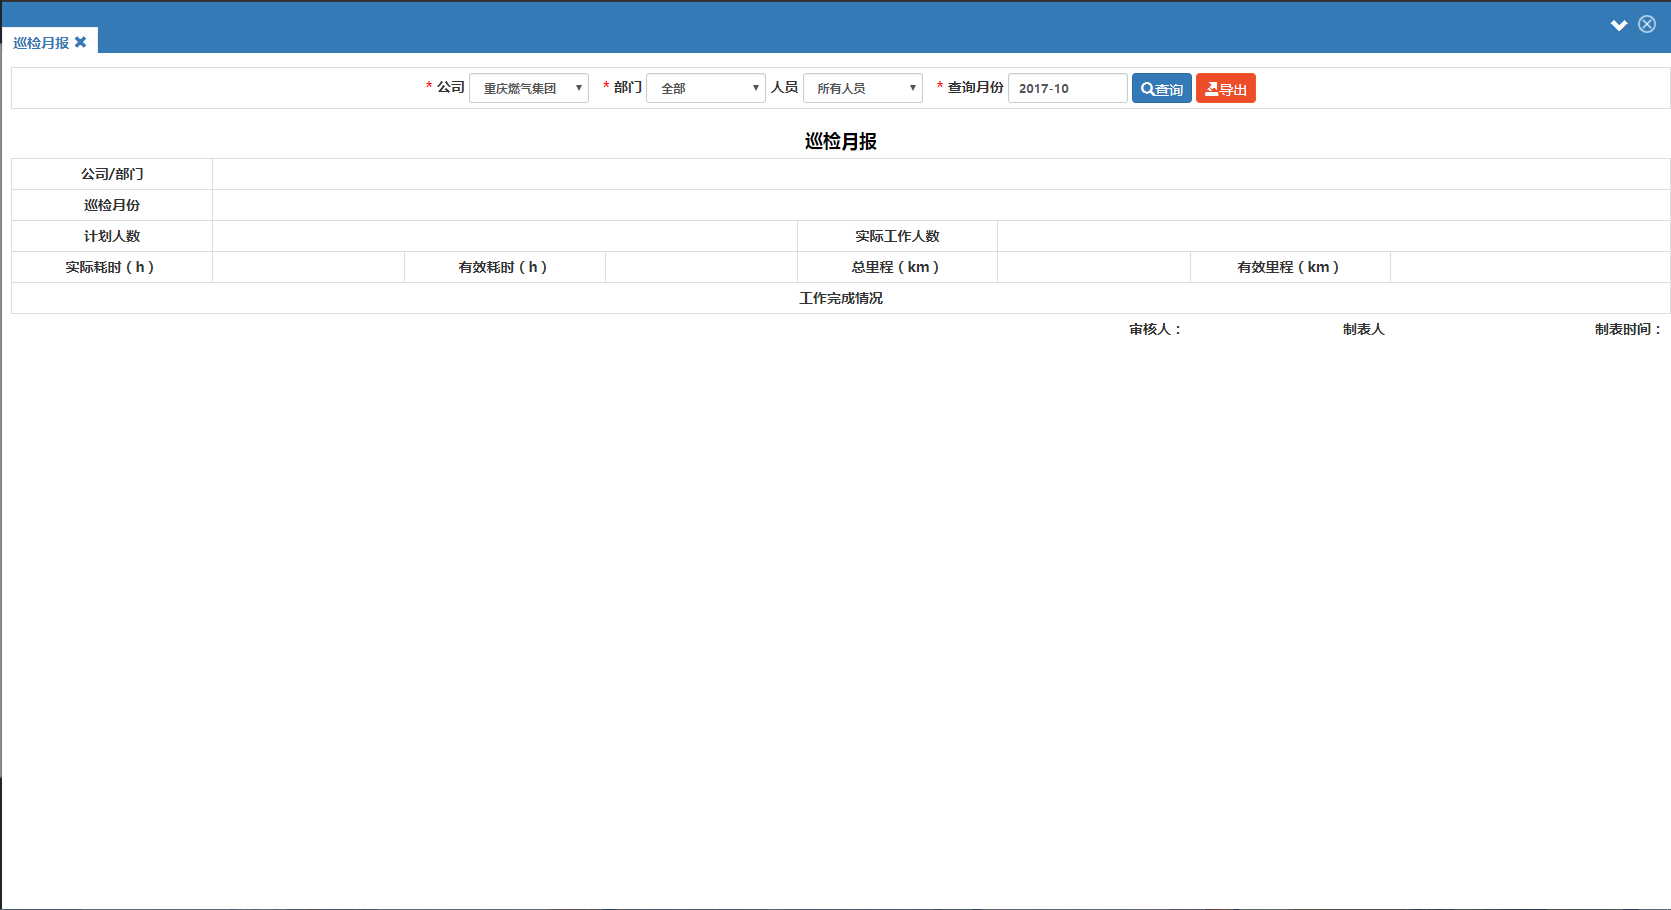 巡检月报
* 公司 重庆燃气集团 * 部门 全部 人员 所有人员 * 查询月份 2017-10 查询 导出
巡检月报
公司/部门
巡检月份
计划人数 实际工作人数
实际耗时（h） 有效耗时（h） 总里程（km） 有效里程（km）
工作完成情况
审核人： 制表人 制表时间：